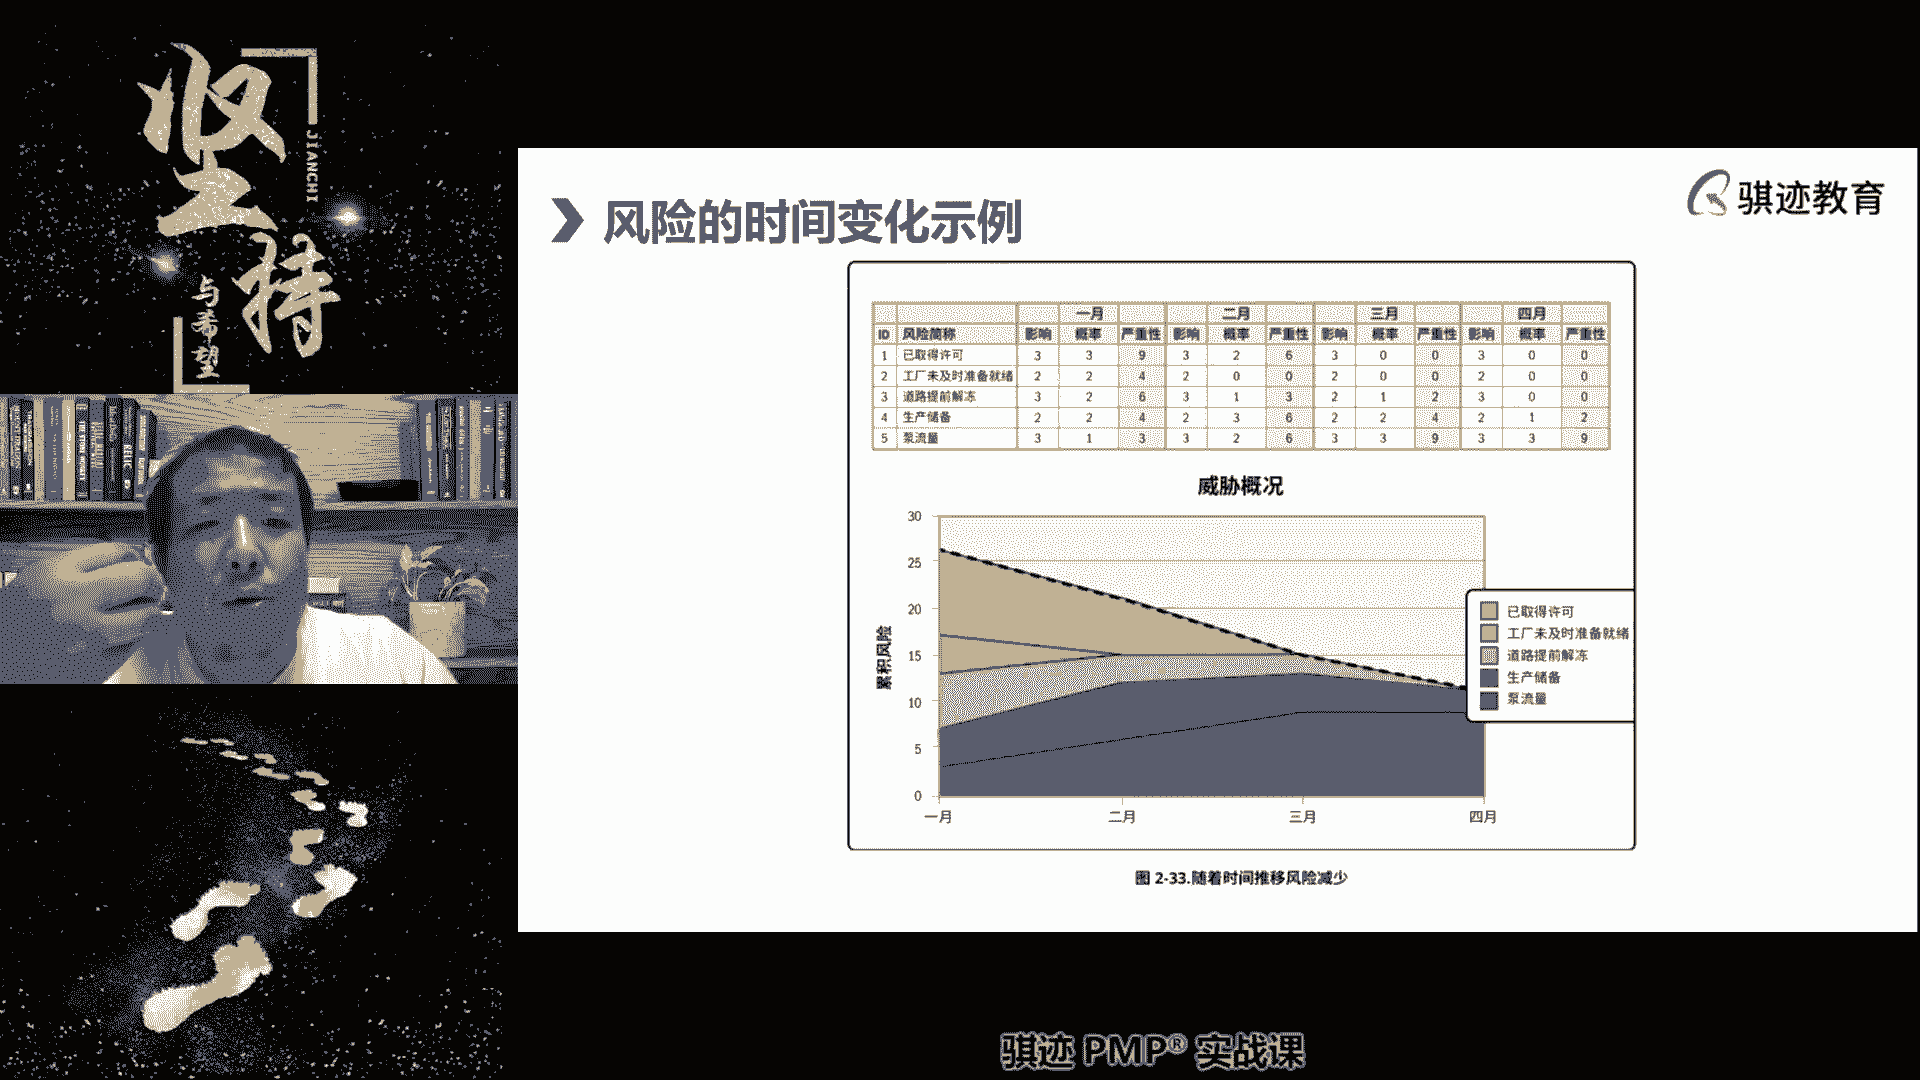 坚持
JIANCHI
与希望
骐迹教育
风险的时间变化示例
一月 二月 三月 四月
ID 风险简称 影响 概率 严重性 影响 概率 严重性 影响 概率 严重性 影响 概率 严重性
1 已取得许可 3 3 9 3 2 6 3 0 0 3 0 0
2 工厂未及时准备就绪 2 2 4 2 0 0 2 0 0 2 0 0
3 道路提前解冻 3 2 6 3 1 3 2 1 2 3 0 0
4 生产储备 2 2 4 2 3 6 2 2 4 2 1 2
5 泵流量 3 1 3 3 2 6 3 3 9 3 3 9
威胁概况
30
25
20
15
10
5
0
累积风险
一月 二月 三月 四月
已取得许可
工厂未及时准备就绪
道路提前解冻
生产储备
泵流量
图 2-33.随着时间推移风险减少
骐迹 PMP® 实战课